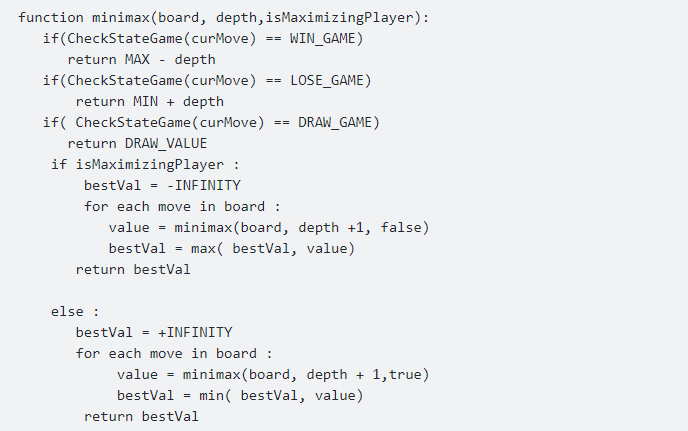 function minimax(board, depth,isMaximizingPlayer):
   if(CheckStateGame(curMove) == WIN_GAME)
      return MAX - depth
   if(CheckStateGame(curMove) == LOSE_GAME)
       return MIN + depth
   if( CheckStateGame(curMove) == DRAW_GAME)
      return DRAW_VALUE
    if isMaximizingPlayer :
        bestVal = -INFINITY
        for each move in board :
           value = minimax(board, depth +1, false)
           bestVal = max( bestVal, value)
       return bestVal

    else :
       bestVal = +INFINITY
       for each move in board :
            value = minimax(board, depth + 1,true)
            bestVal = min( bestVal, value)
        return bestVal